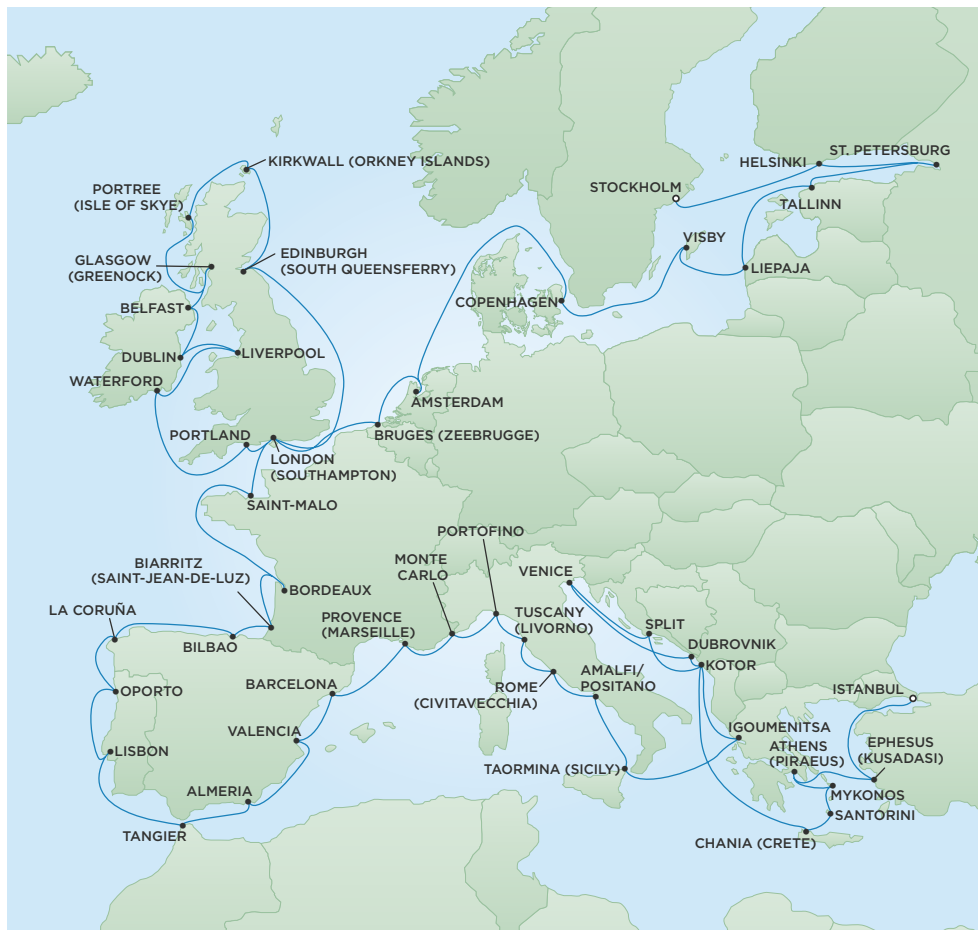 KIRKWALL (ORKNEY ISLANDS)
ST. PETERSBURG
HELSINKI
PORTREE
(ISLE OF SKYE)
STOCKHOLM
TALLINN
VISBY
EDINBURGH
(SOUTH QUEENSFERRY)
GLASGOW
(GREENOCK)
LIEPAJA
COPENHAGEN
BELFAST
DUBLIN
LIVERPOOL
WATERFORD
AMSTERDAM
PORTLAND
BRUGES (ZEEBRUGGE)
LONDON
(SOUTHAMPTON)
SAINT-MALO
PORTOFINO
BIARRITZ
(SAINT-JEAN-DE-LUZ)
MONTE
CARLO
VENICE
BORDEAUX
LA CORUÑA
PROVENCE
(MARSEILLE)
TUSCANY
(LIVORNO)
SPLIT
BILBAO
DUBROVNIK
KOTOR
BARCELONA
ROME
(CIVITAVECCHIA)
AMALFI/
POSITANO
OPORTO
ISTANBUL
VALENCIA
IGOUMENITSA
LISBON
ATHENS
(PIRAEUS)
EPHESUS
(KUSADASI)
TAORMINA (SICILY)
ALMERIA
MYKONOS
SANTORINI
TANGIER
CHANIA (CRETE)